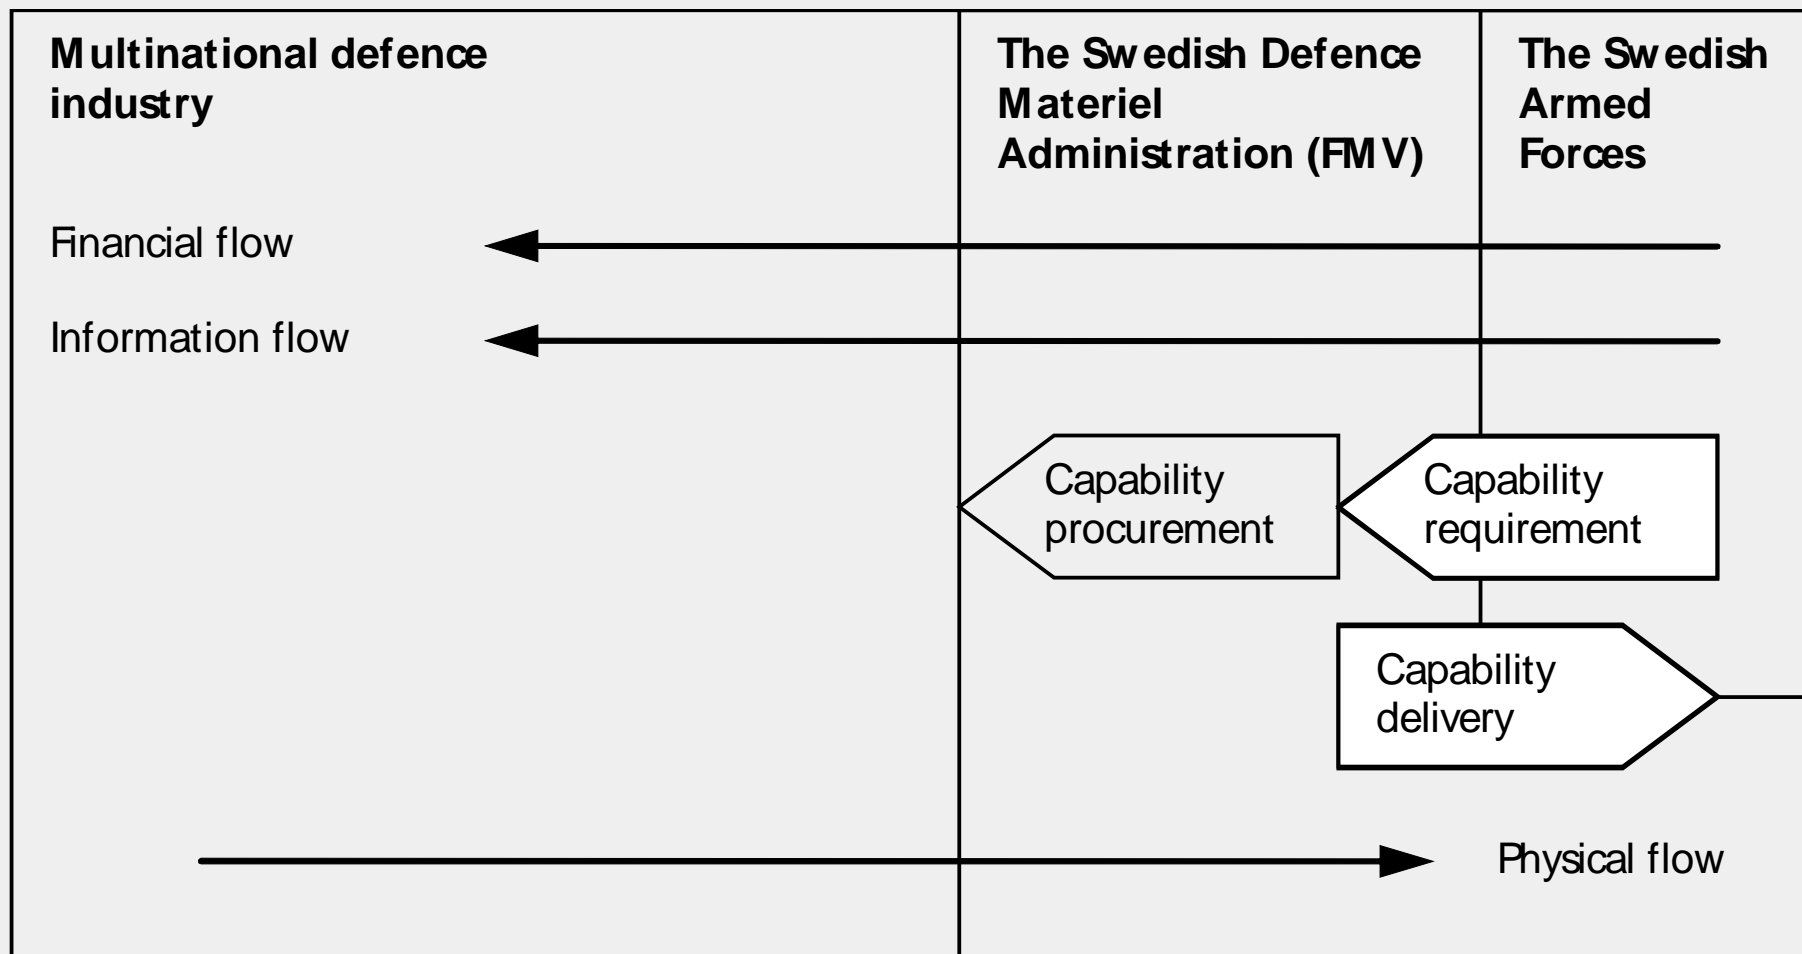 Multinational defence
industry
The Swedish Defence
Materiel
Administration (FMV)
The Swedish
Armed
Forces
Financial flow
Information flow
Capability
procurement
Capability
requirement
Capability
delivery
Physical flow